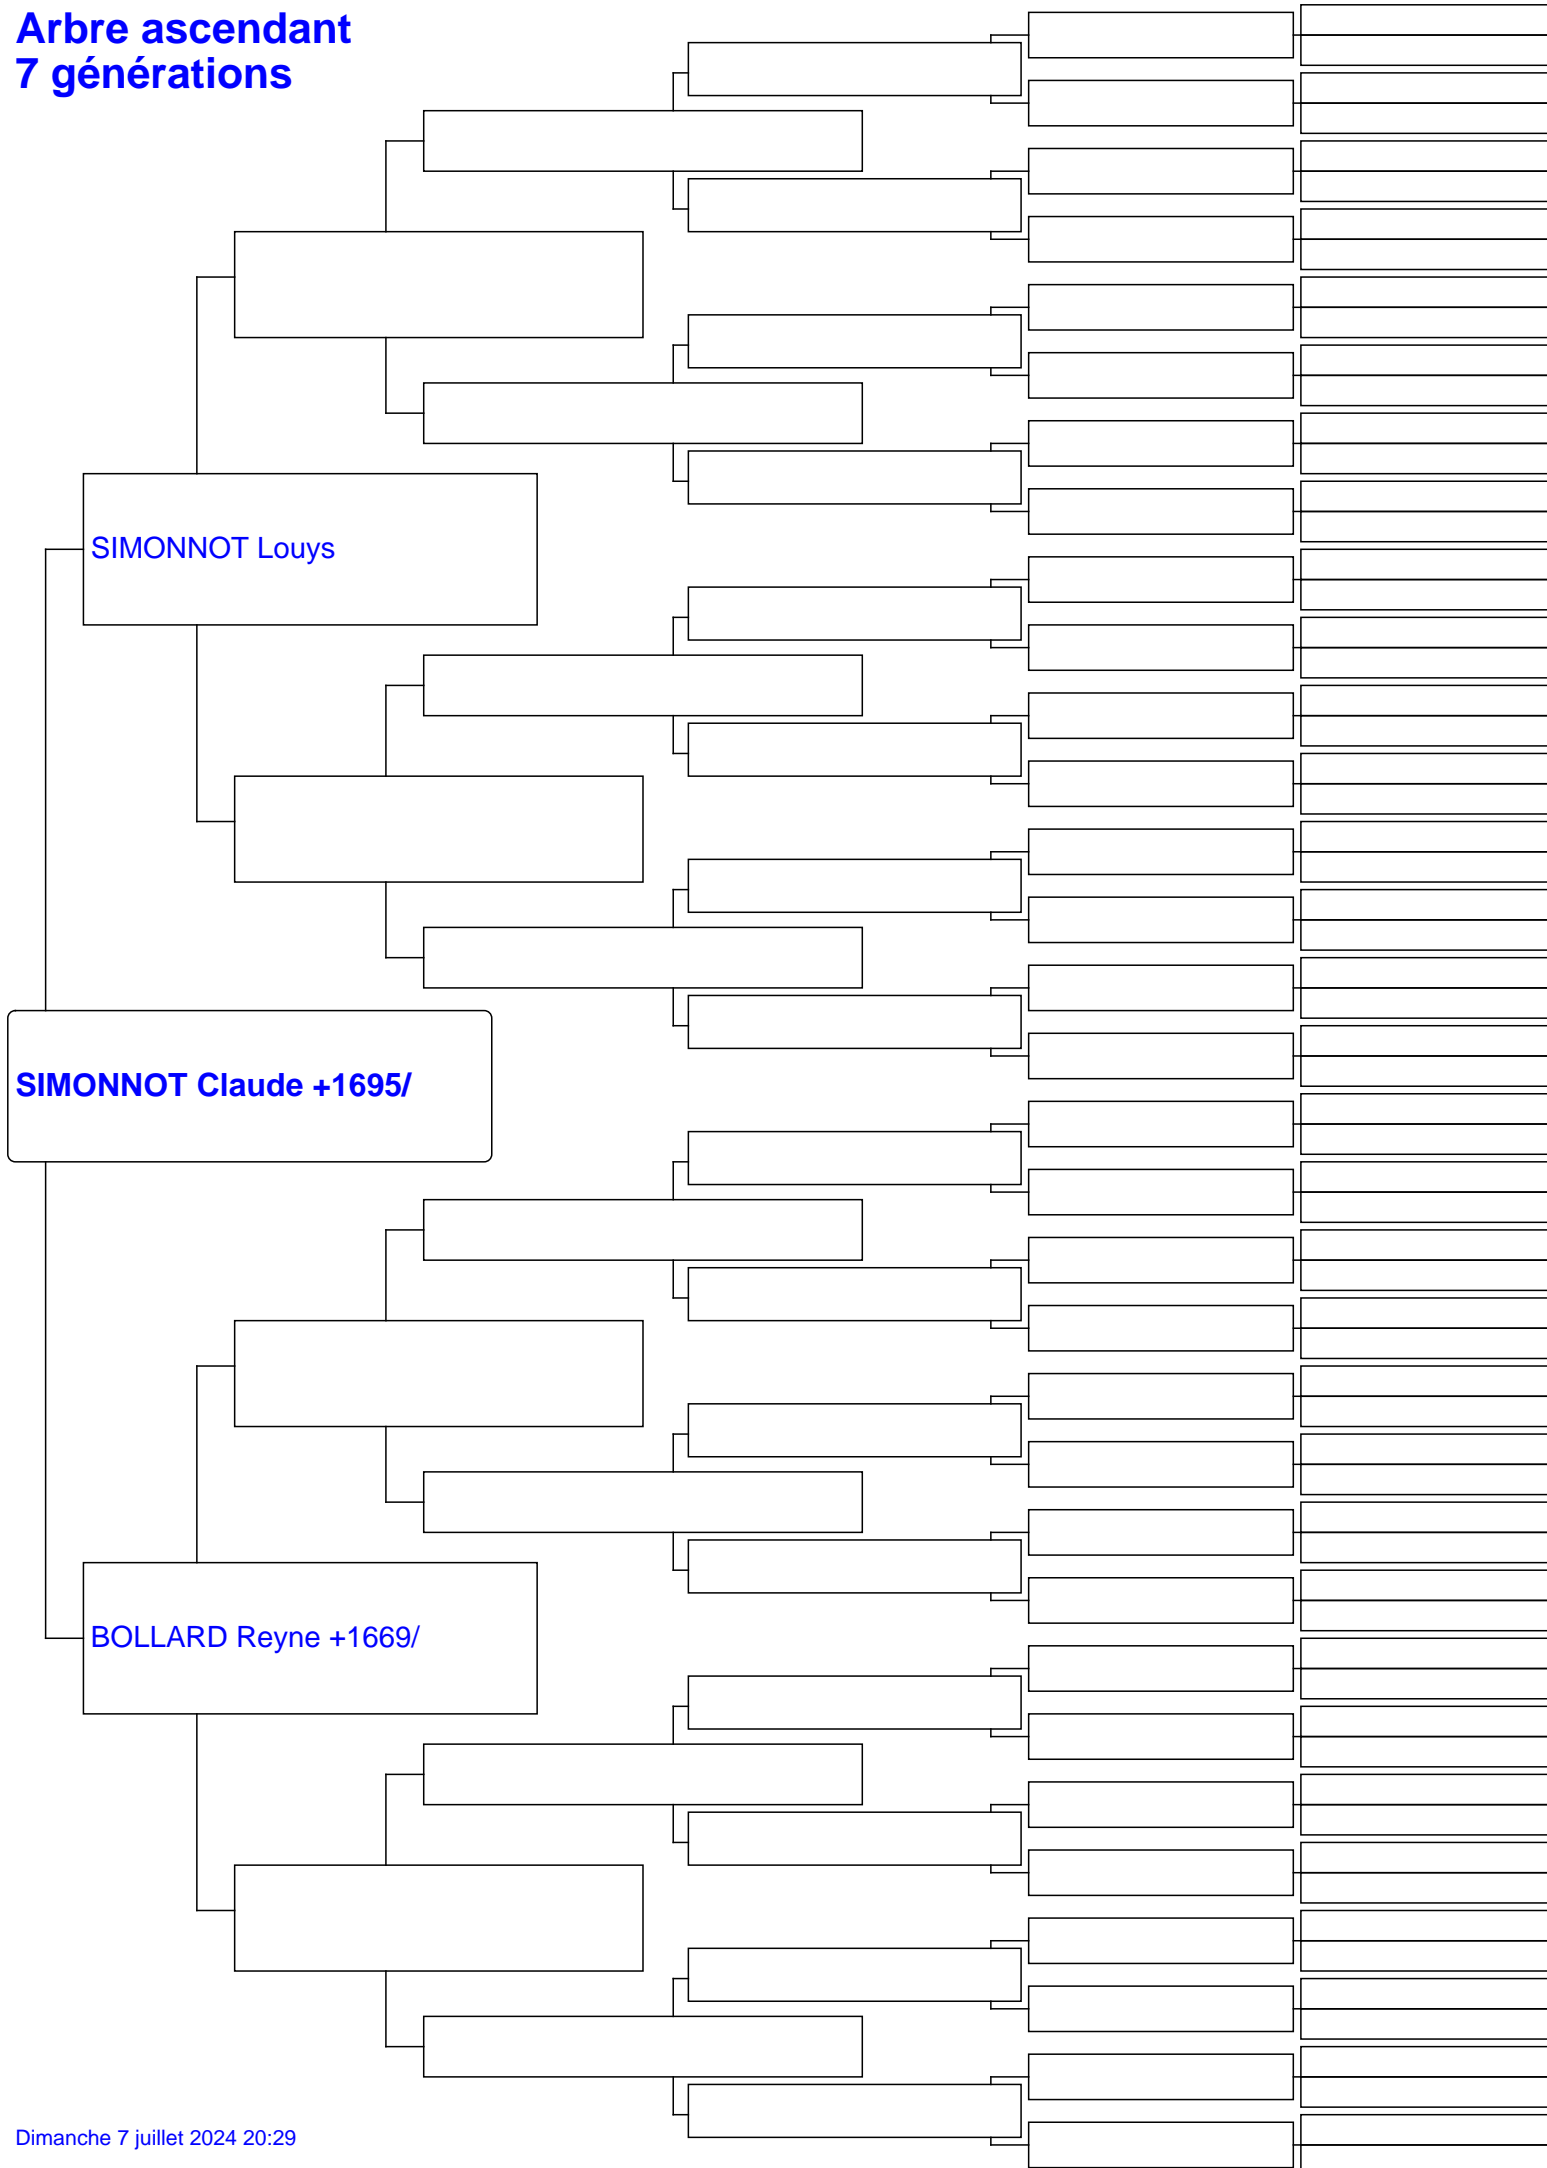 Arbre ascendant
7 générations
SIMONNOT Louys
SIMONNOT Claude +1695/
BOLLARD Reyne +1669/
Dimanche 7 juillet 2024 20:29